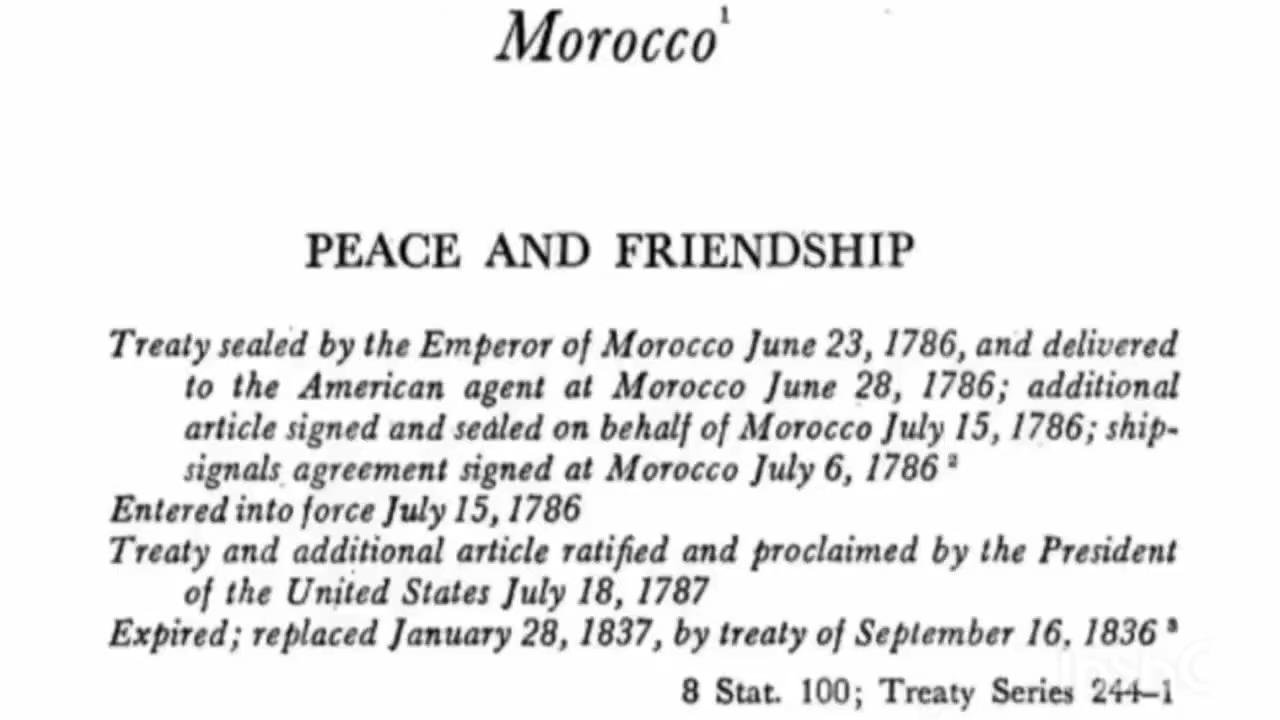 Morocco¹
PEACE AND FRIENDSHIP
Treaty sealed by the Emperor of Morocco June 23, 1786, and delivered
to the American agent at Morocco June 28, 1786; additional
article signed and sealed on behalf of Morocco July 15, 1786; ship-
signals agreement signed at Morocco July 6, 1786 ²
Entered into force July 15, 1786
Treaty and additional article ratified and proclaimed by the President
of the United States July 18, 1787
Expired; replaced January 28, 1837, by treaty of September 16, 1836 ³
8 Stat. 100; Treaty Series 244–1